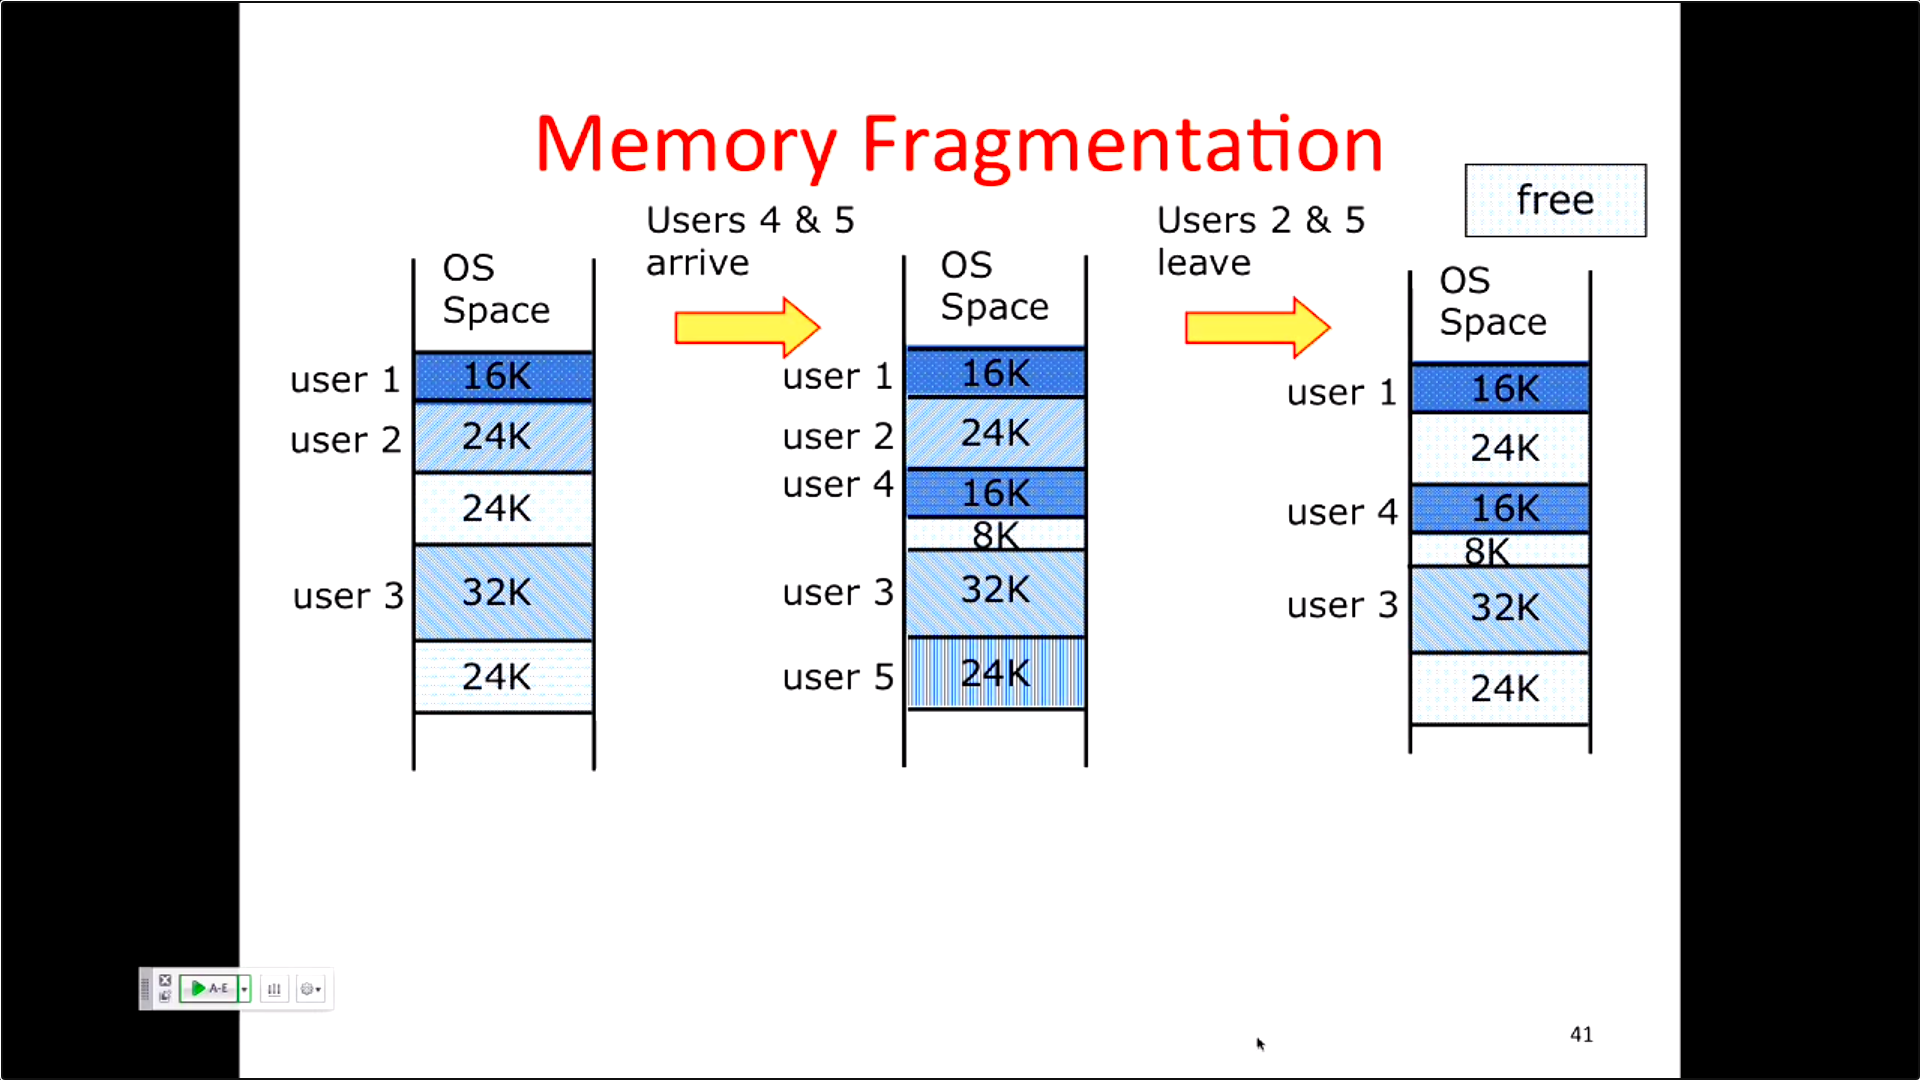 Memory Fragmentation
free
Users 4 & 5
arrive
Users 2 & 5
leave
OS
Space
user 1 16K
user 2 24K
24K
user 3 32K
24K
OS
Space
user 1 16K
user 2 24K
user 4 16K
8K
user 3 32K
user 5 24K
OS
Space
user 1 16K
24K
user 4 16K
8K
user 3 32K
24K
A-E
41